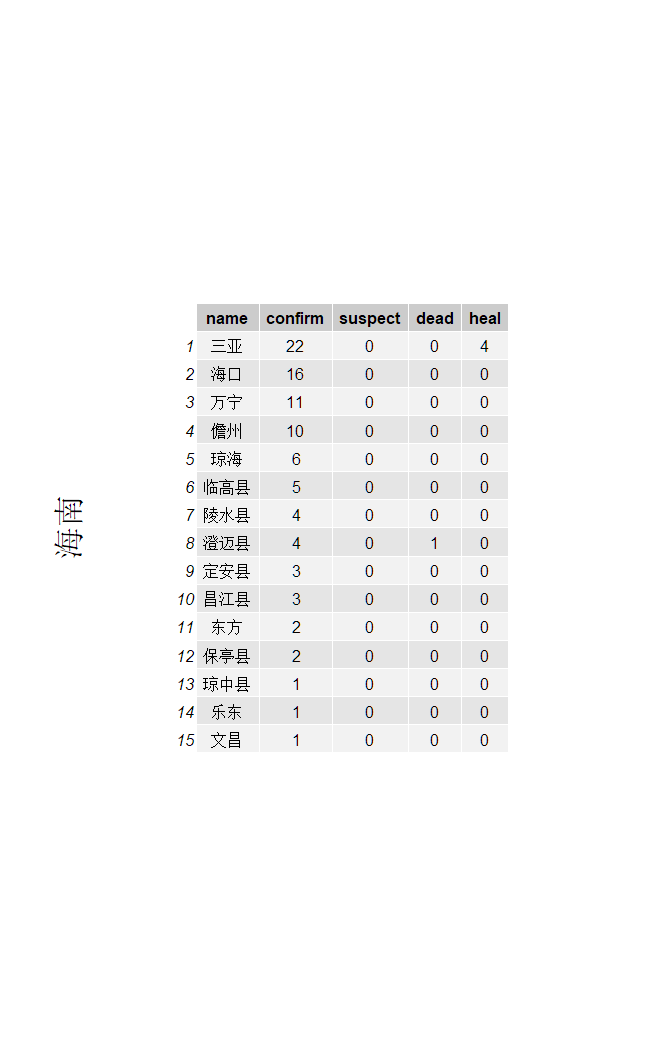 海南
name confirm suspect dead heal
1 三亚 22 0 0 4
2 海口 16 0 0 0
3 万宁 11 0 0 0
4 儋州 10 0 0 0
5 琼海 6 0 0 0
6 临高县 5 0 0 0
7 陵水县 4 0 0 0
8 澄迈县 4 0 1 0
9 定安县 3 0 0 0
10 昌江县 3 0 0 0
11 东方 2 0 0 0
12 保亭县 2 0 0 0
13 琼中县 1 0 0 0
14 乐东 1 0 0 0
15 文昌 1 0 0 0